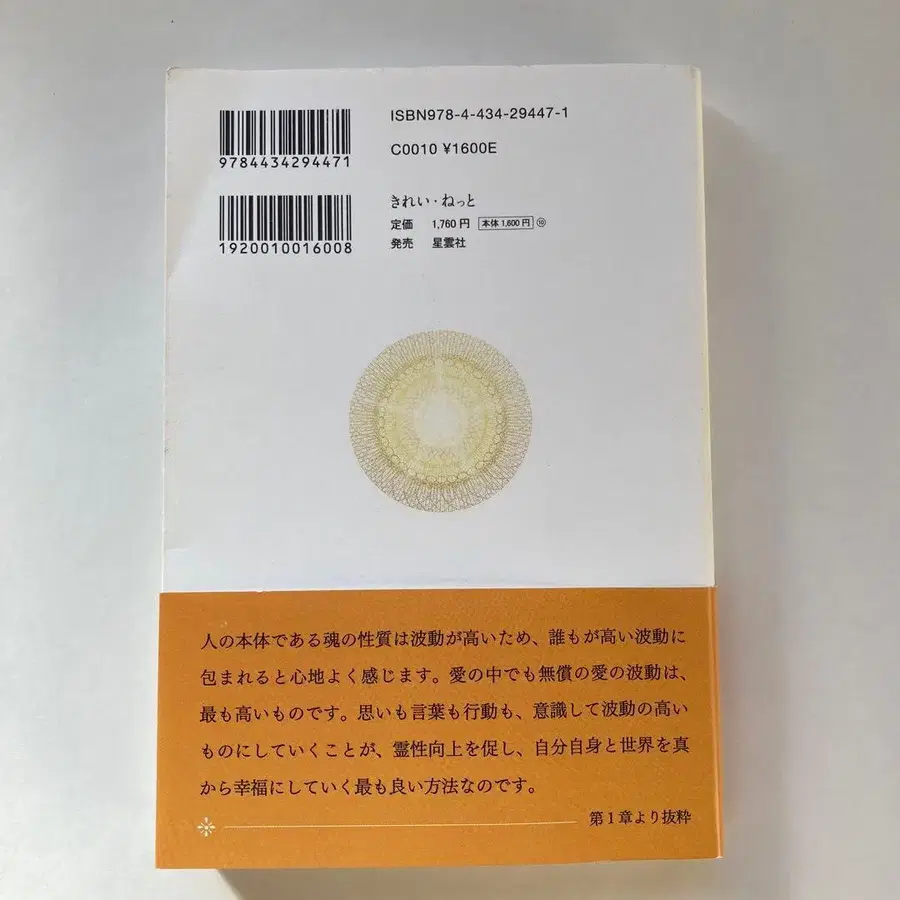 ISBN978-4-434-29447-1
9784434294471
C0010 ¥1600E
きれい・ねっと
定価 1,760円 本体1,600円 ⑩
1920010016008
発売 星雲社
人の本体である魂の性質は波動が高いため、誰もが高い波動に
包まれると心地よく感じます。愛の中でも無償の愛の波動は、
最も高いものです。思いも言葉も行動も、意識して波動の高い
ものにしていくことが、霊性向上を促し、自分自身と世界を真
から幸福にしていく最も良い方法なのです。
第1章より抜粋